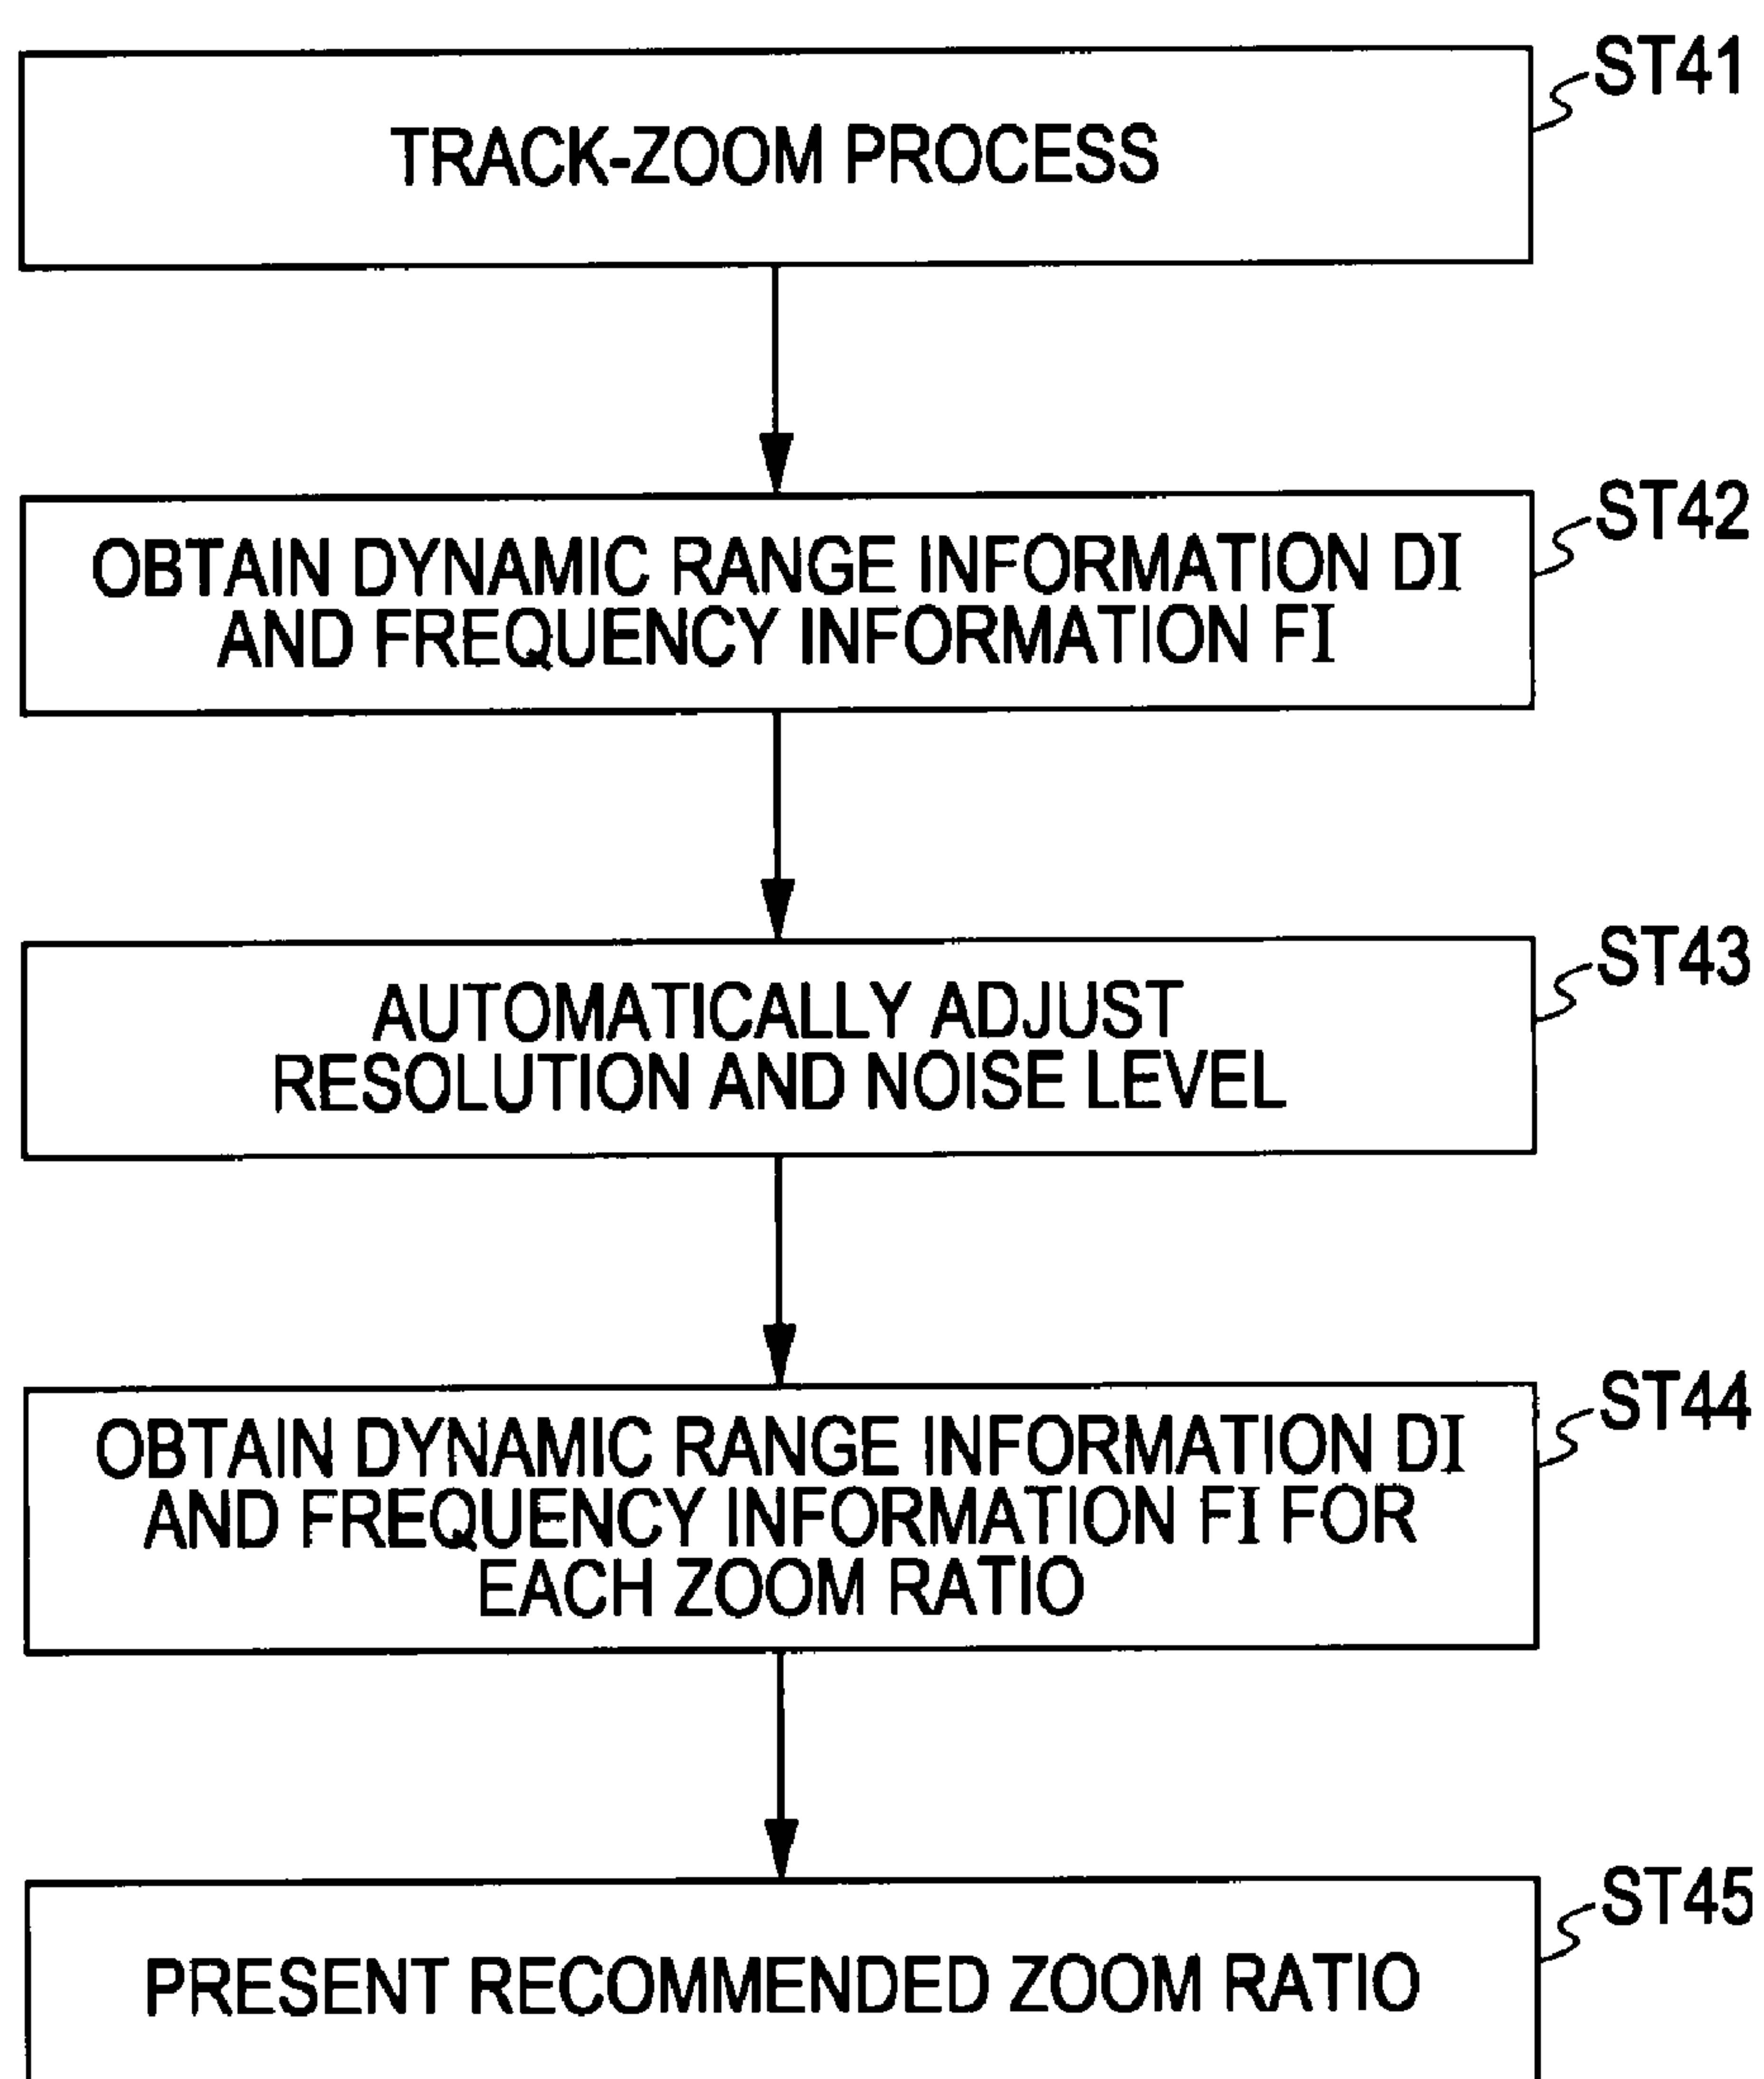 ST41
TRACK-ZOOM PROCESS
ST42
OBTAIN DYNAMIC RANGE INFORMATION DI
AND FREQUENCY INFORMATION FI
ST43
AUTOMATICALLY ADJUST
RESOLUTION AND NOISE LEVEL
ST44
OBTAIN DYNAMIC RANGE INFORMATION DI
AND FREQUENCY INFORMATION FI FOR
EACH ZOOM RATIO
ST45
PRESENT RECOMMENDED ZOOM RATIO